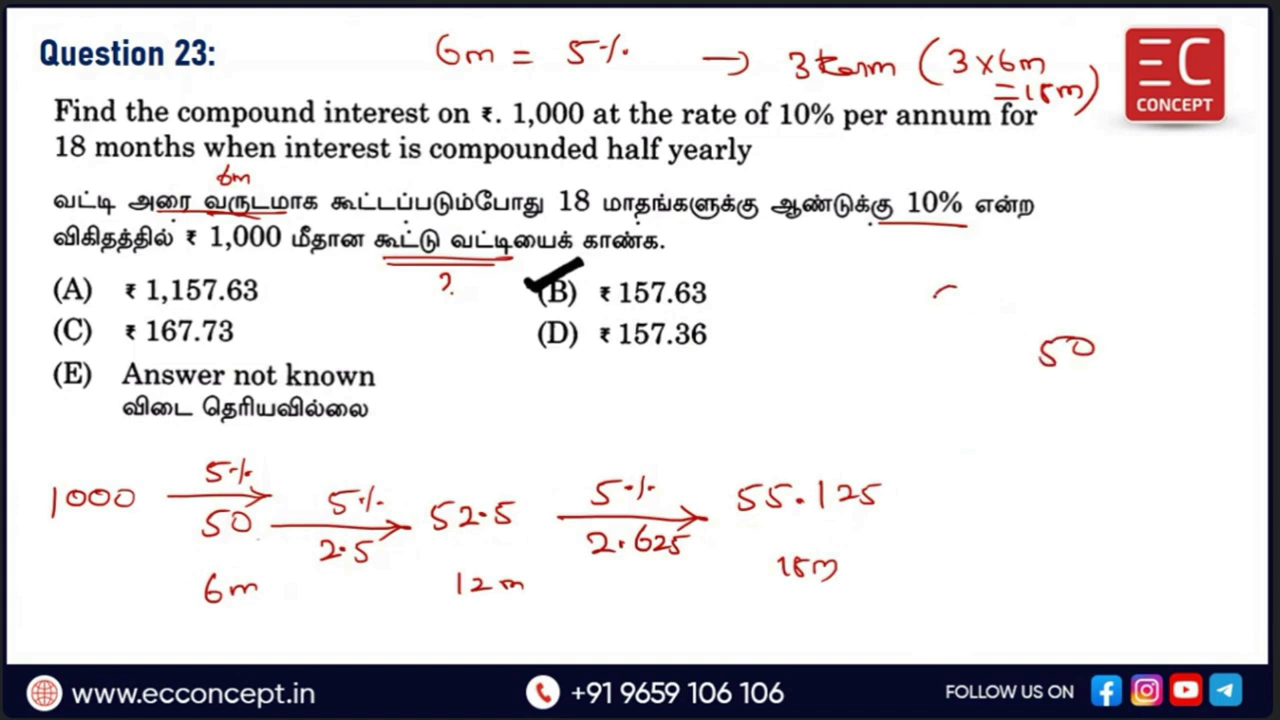 Question 23:
6m = 5% → 3 term (3 x 6m
= 18m)
EC
CONCEPT
Find the compound interest on ₹. 1,000 at the rate of 10% per annum for
18 months when interest is compounded half yearly
6m
வட்டி அரை வருடமாக கூட்டப்படும்போது 18 மாதங்களுக்கு ஆண்டுக்கு 10% என்ற
விகிதத்தில் ₹ 1,000 மீதான கூட்டு வட்டியைக் காண்க.
?
(A) ₹ 1,157.63 (B) ₹ 157.63
(C) ₹ 167.73 (D) ₹ 157.36
50
(E) Answer not known
விடை தெரியவில்லை
5% 5% 5%
1000 50 2.5 52.5 2.625 55.125
6m 12m 18m
www.ecconcept.in +91 9659 106 106 FOLLOW US ON